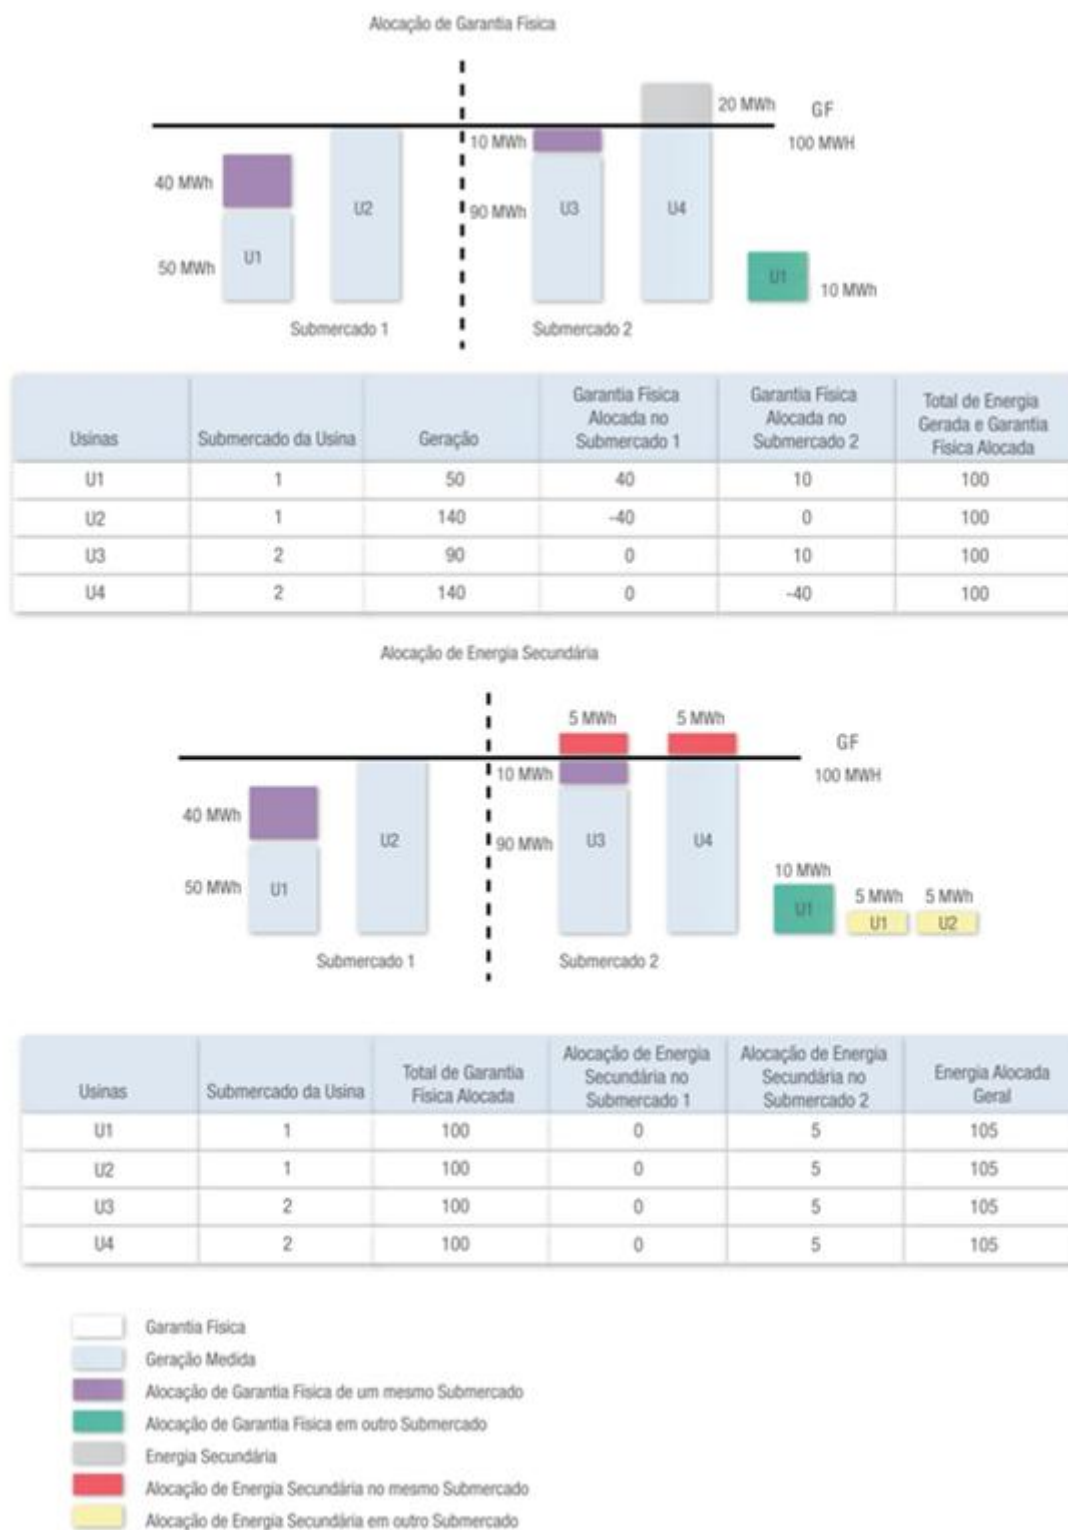 Alocação de Garantia Física
20 MWh
GF
10 MWh
100 MWH
40 MWh
U2
90 MWh
U3
U4
50 MWh
U1
U1
10 MWh
Submercado 1
Submercado 2
Usinas | Submercado da Usina | Geração | Garantia Física Alocada no Submercado 1 | Garantia Física Alocada no Submercado 2 | Total de Energia Gerada e Garantia Física Alocada
U1 1 50 40 10 100
U2 1 140 -40 0 100
U3 2 90 0 10 100
U4 2 140 0 -40 100
Alocação de Energia Secundária
5 MWh 5 MWh
GF
10 MWh
100 MWH
40 MWh
U2
90 MWh
U3
U4
50 MWh
U1
10 MWh
U1
5 MWh 5 MWh
U1 U2
Submercado 1
Submercado 2
Usinas | Submercado da Usina | Total de Garantia Física Alocada | Alocação de Energia Secundária no Submercado 1 | Alocação de Energia Secundária no Submercado 2 | Energia Alocada Geral
U1 1 100 0 5 105
U2 1 100 0 5 105
U3 2 100 0 5 105
U4 2 100 0 5 105
Garantia Física
Geração Medida
Alocação de Garantia Física de um mesmo Submercado
Alocação de Garantia Física em outro Submercado
Energia Secundária
Alocação de Energia Secundária no mesmo Submercado
Alocação de Energia Secundária em outro Submercado